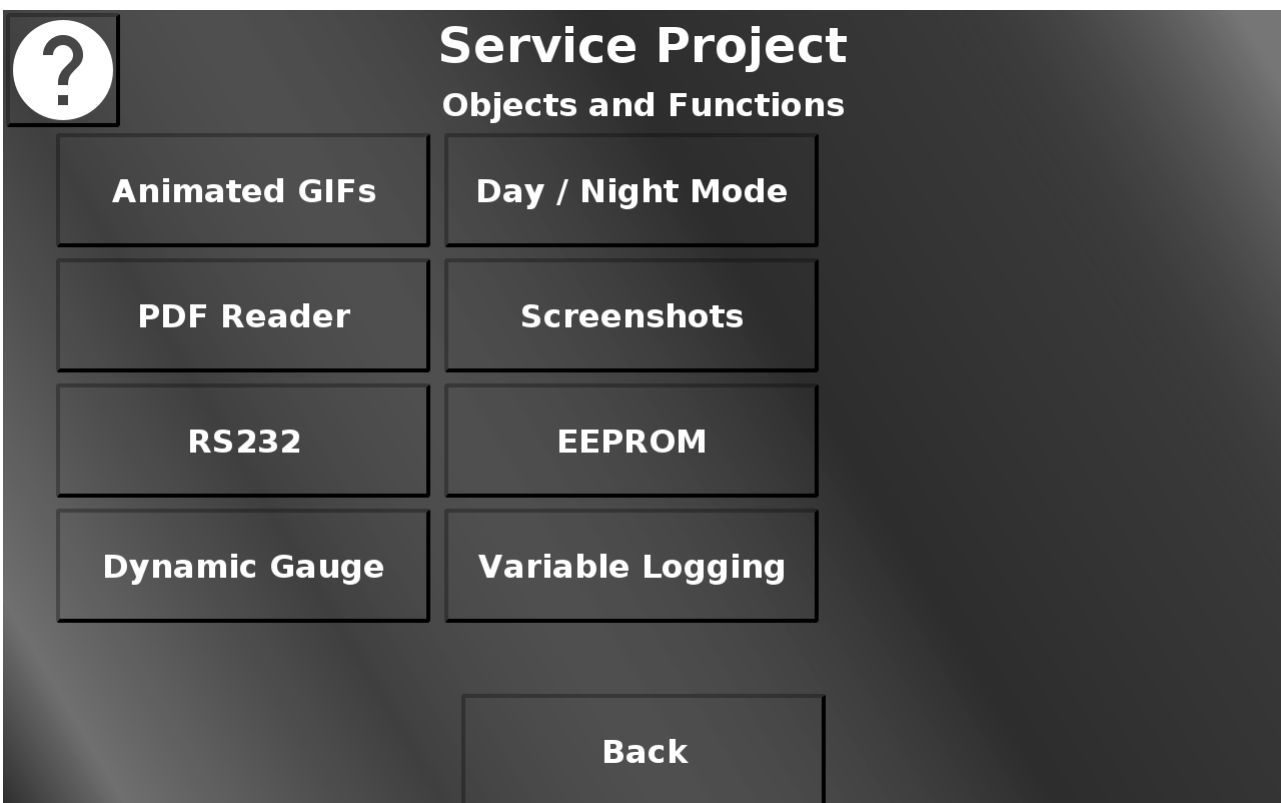 ?
Service Project
Objects and Functions
Animated GIFs
Day / Night Mode
PDF Reader
Screenshots
RS232
EEPROM
Dynamic Gauge
Variable Logging
Back